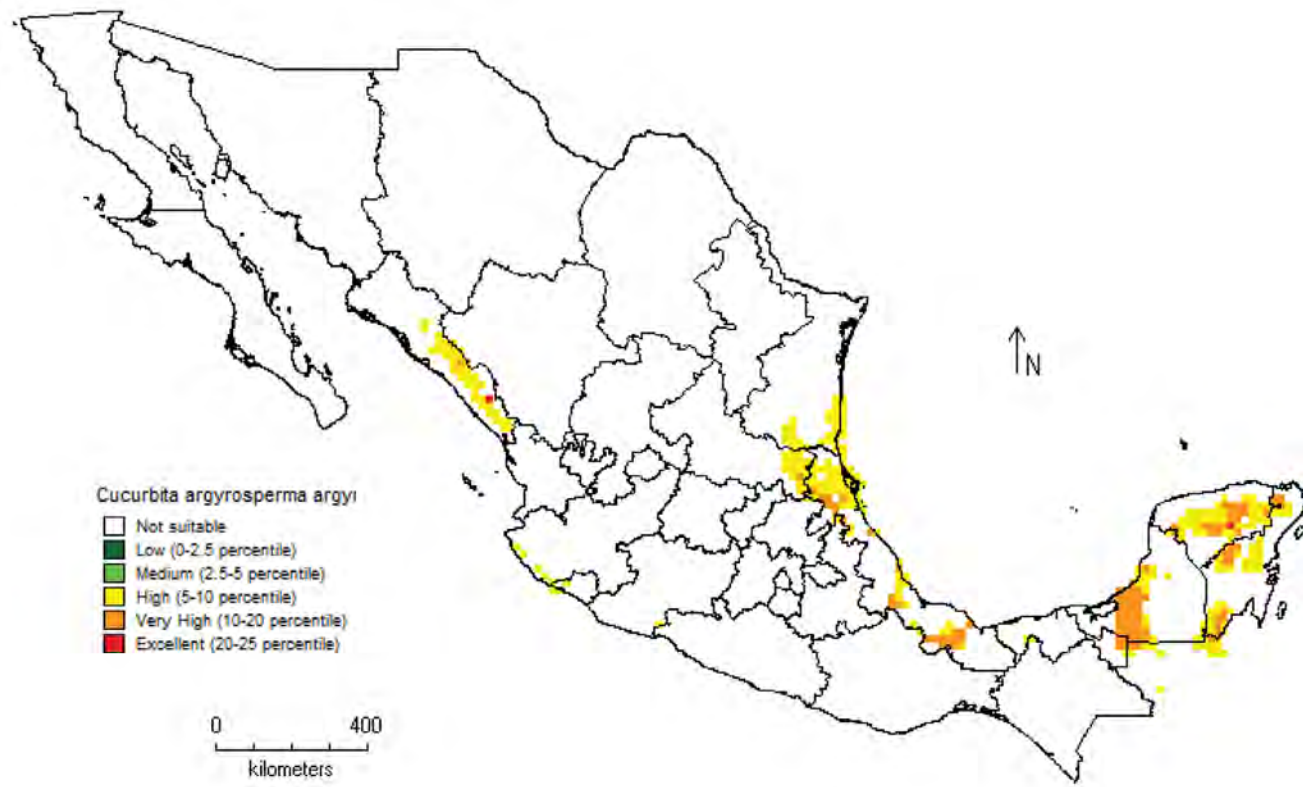 N
Cucurbita argyrosperma argyr
Not suitable
Low (0-2.5 percentile)
Medium (2.5-5 percentile)
High (5-10 percentile)
Very High (10-20 percentile)
Excellent (20-25 percentile)
0 400
kilometers